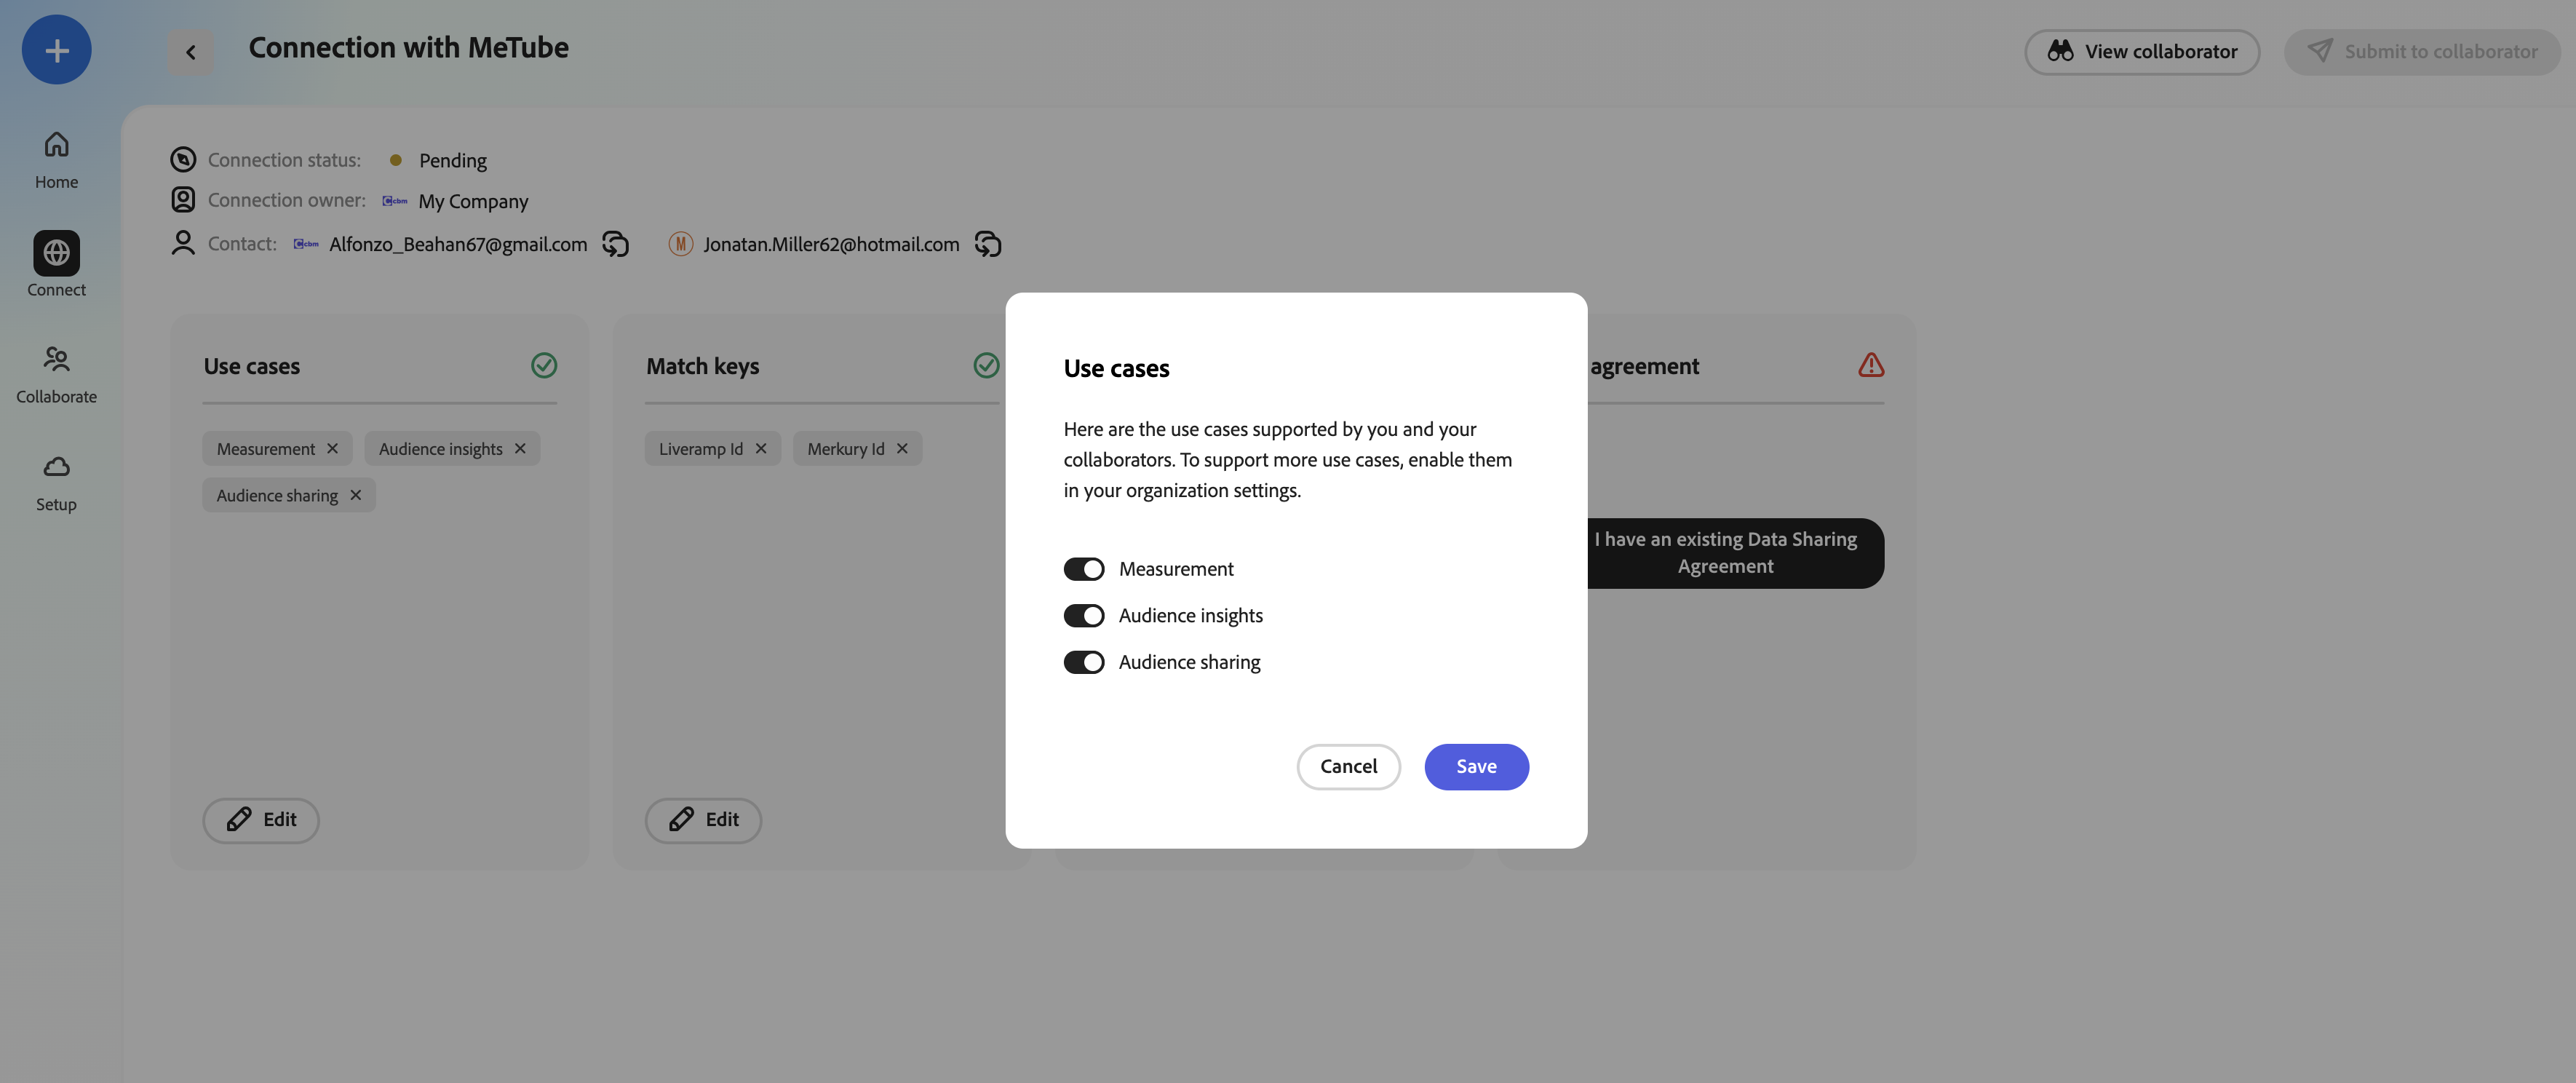 Connection with MeTube
View collaborator
Submit to collaborator
Home
Connect
Collaborate
Setup
Connection status: Pending
Connection owner: cbm My Company
Contact: cbm Alfonzo_Beahan67@gmail.com M Jonatan.Miller62@hotmail.com
Use cases
Measurement
Audience insights
Audience sharing
Edit
Match keys
Liveramp Id
Merkury Id
Edit
Use cases
Here are the use cases supported by you and your
collaborators. To support more use cases, enable them
in your organization settings.
Measurement
Audience insights
Audience sharing
Cancel
Save
agreement
I have an existing Data Sharing
Agreement